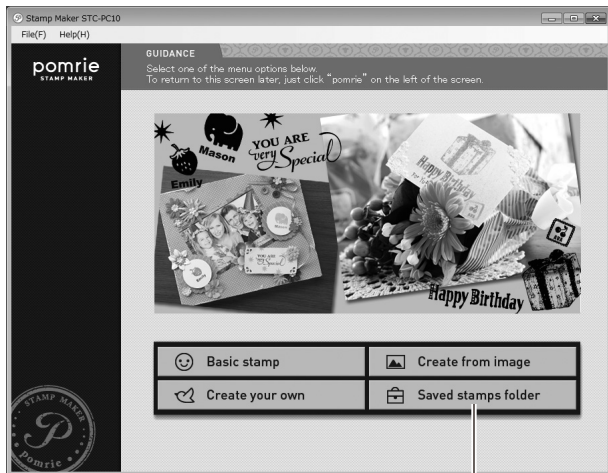 Stamp Maker STC-PC10
File(F) Help(H)
pomrie
STAMP MAKER
GUIDANCE
Select one of the menu options below.
To return to this screen later, just click "pomrie" on the left of the screen.
Mason
Emily
YOU ARE
very Special
YOU ARE
Happy Birthday
Happy Birthday
Basic stamp
Create from image
Create your own
Saved stamps folder
STAMP MAKER
P
pomrie